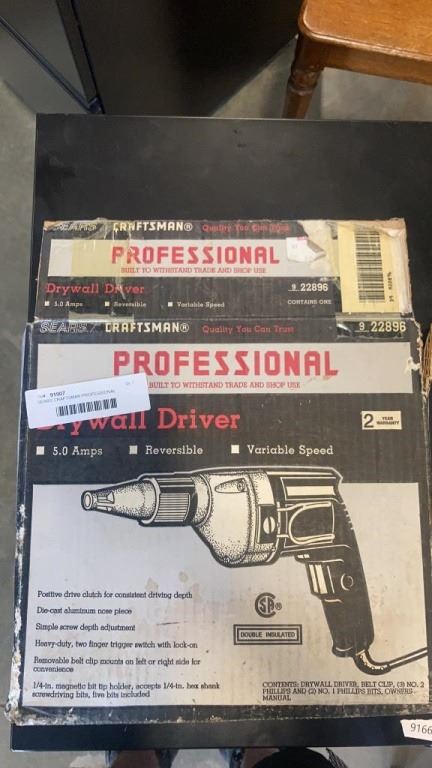 SEARS CRAFTSMAN® Quality You Can Trust
PROFESSIONAL
BUILT TO WITHSTAND TRADE AND SHOP USE
Drywall Driver
9 22896
5.0 Amps Reversible Variable Speed
CONTAINS ONE
SEARS CRAFTSMAN® Quality You Can Trust 9 22896
PROFESSIONAL
BUILT TO WITHSTAND TRADE AND SHOP USE
91907
SEARS CRAFTSMAN PROFESSIONAL
Drywall Driver
2 YEAR WARRANTY
5.0 Amps Reversible Variable Speed
Positive drive clutch for consistent driving depth
Die-cast aluminum nose piece
Simple screw depth adjustment
Heavy-duty, two finger trigger switch with lock-on
Removable belt clip mounts on left or right side for
convenience
1/4-in. magnetic bit tip holder, accepts 1/4-in. hex shank
screwdriving bits, five bits included
SA®
DOUBLE INSULATED
CONTENTS: DRYWALL DRIVER, BELT CLIP, (3) NO. 2
PHILLIPS AND (2) NO. 1 PHILLIPS BITS, OWNERS
MANUAL
9166